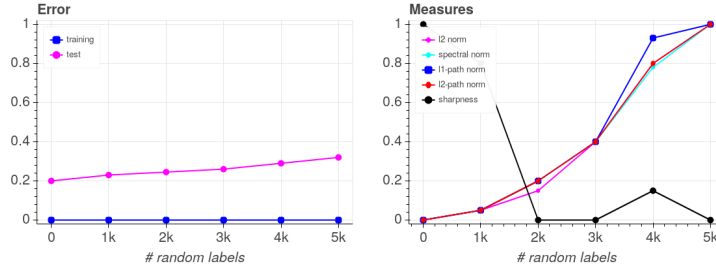 Error
1
0.8
0.6
0.4
0.2
0
training
test
0 1k 2k 3k 4k 5k
# random labels
Measures
1
0.8
0.6
0.4
0.2
0
l2 norm
spectral norm
l1-path norm
l2-path norm
sharpness
0 1k 2k 3k 4k 5k
# random labels